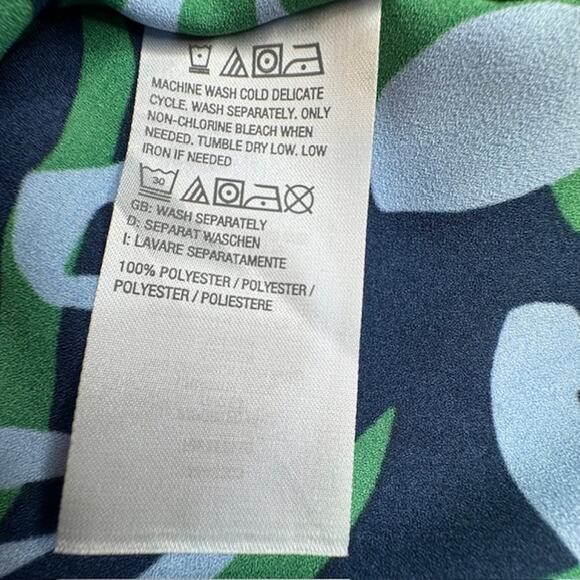 MACHINE WASH COLD DELICATE
CYCLE, WASH SEPARATELY, ONLY
NON-CHLORINE BLEACH WHEN
NEEDED, TUMBLE DRY LOW, LOW
IRON IF NEEDED
30
GB: WASH SEPARATELY
D: SEPARAT WASCHEN
I: LAVARE SEPARATAMENTE
100% POLYESTER / POLYESTER /
POLYESTER / POLIESTERE